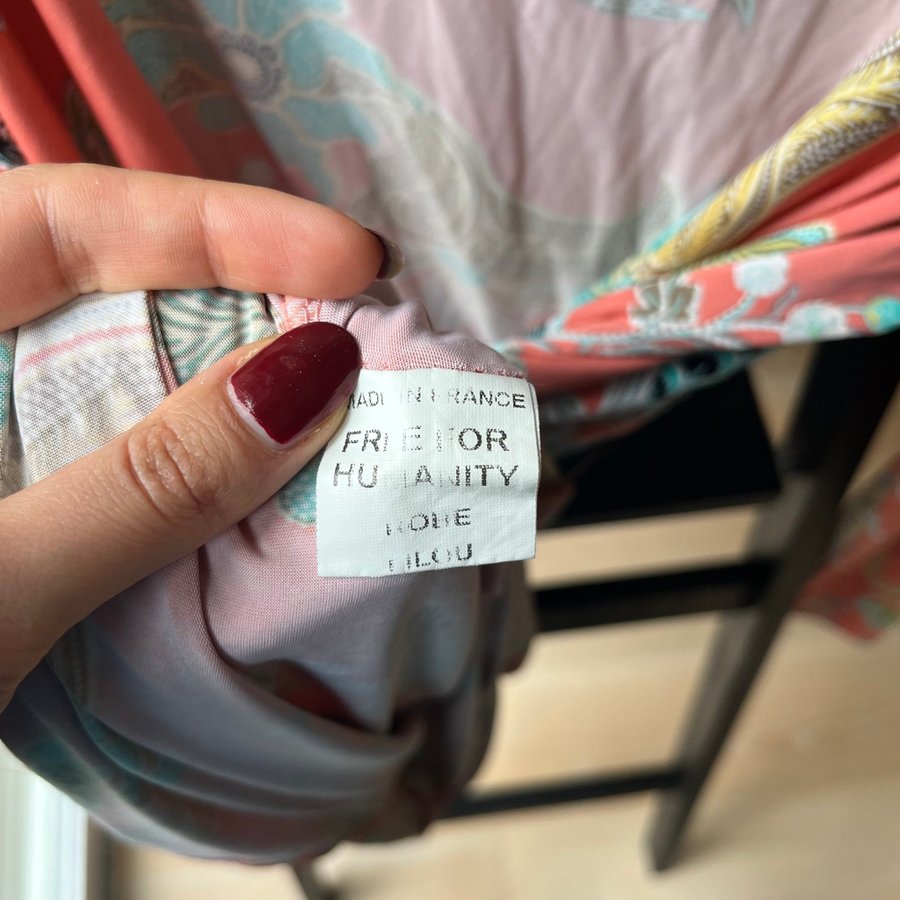 MADE IN FRANCE
FREE FOR
HUMANITY
ROBE
LILOU